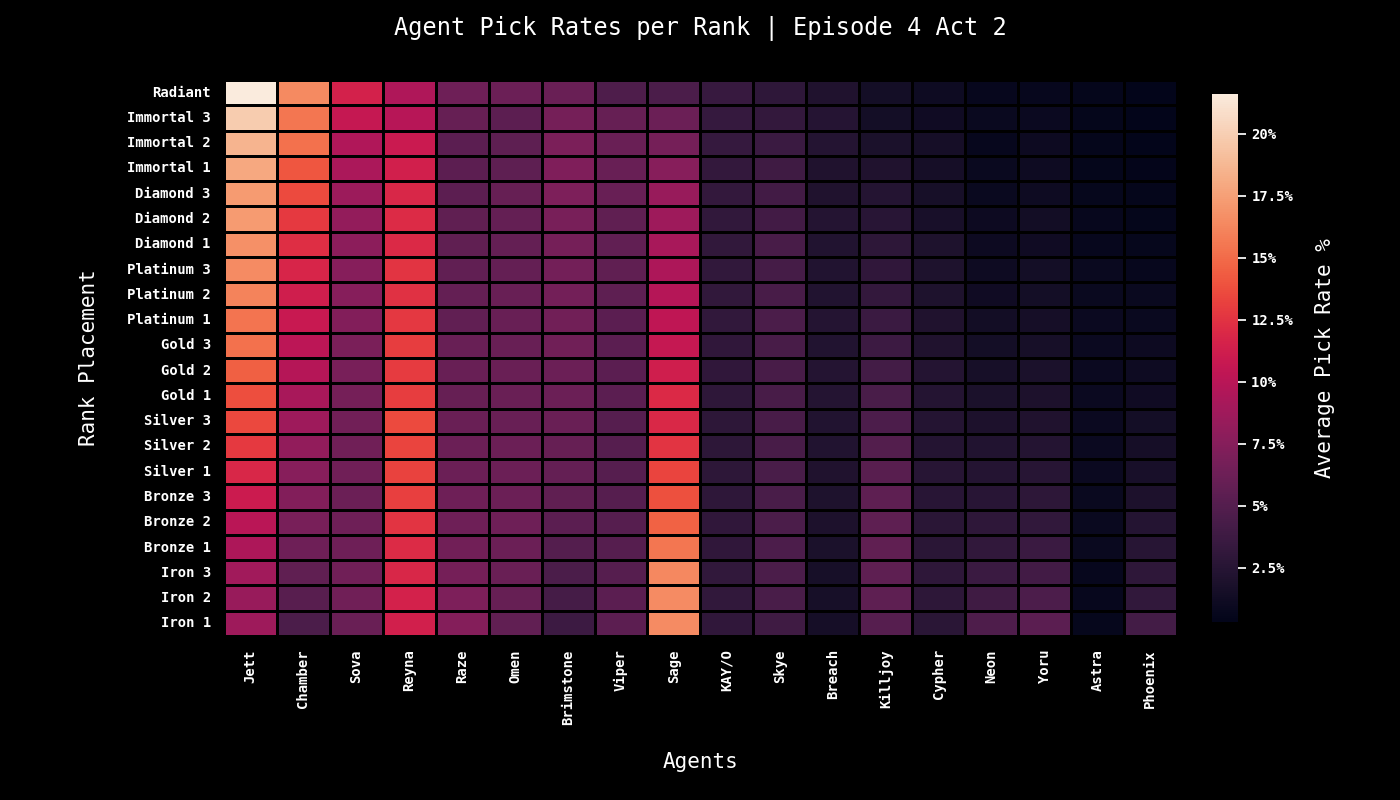 Agent Pick Rates per Rank | Episode 4 Act 2
Rank Placement
Radiant
Immortal 3
Immortal 2
Immortal 1
Diamond 3
Diamond 2
Diamond 1
Platinum 3
Platinum 2
Platinum 1
Gold 3
Gold 2
Gold 1
Silver 3
Silver 2
Silver 1
Bronze 3
Bronze 2
Bronze 1
Iron 3
Iron 2
Iron 1
Jett
Chamber
Sova
Reyna
Raze
Omen
Brimstone
Viper
Sage
KAY/O
Skye
Breach
Killjoy
Cypher
Neon
Yoru
Astra
Phoenix
Agents
20%
17.5%
15%
12.5%
10%
7.5%
5%
2.5%
Average Pick Rate %